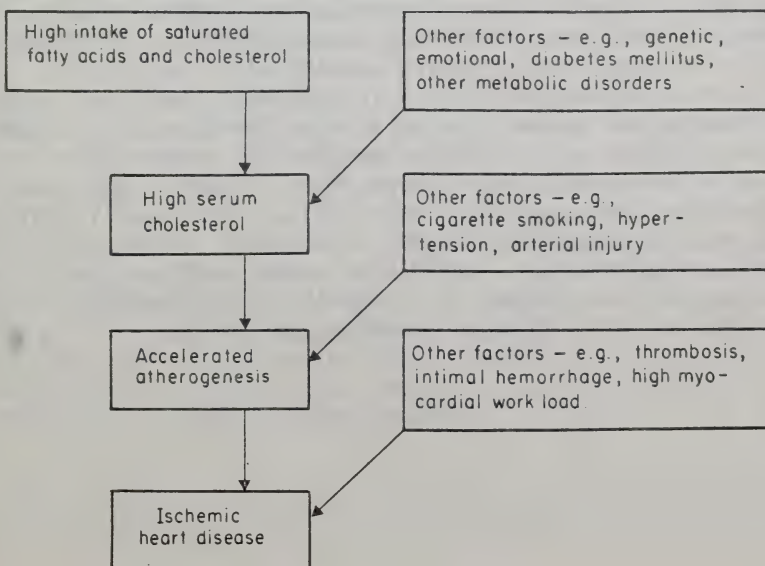 High intake of saturated
fatty acids and cholesterol
Other factors – e.g., genetic,
emotional, diabetes mellitus,
other metabolic disorders
High serum
cholesterol
Other factors – e.g.,
cigarette smoking, hyper-
tension, arterial injury
Accelerated
atherogenesis
Other factors – e.g., thrombosis,
intimal hemorrhage, high myo-
cardial work load
Ischemic
heart disease